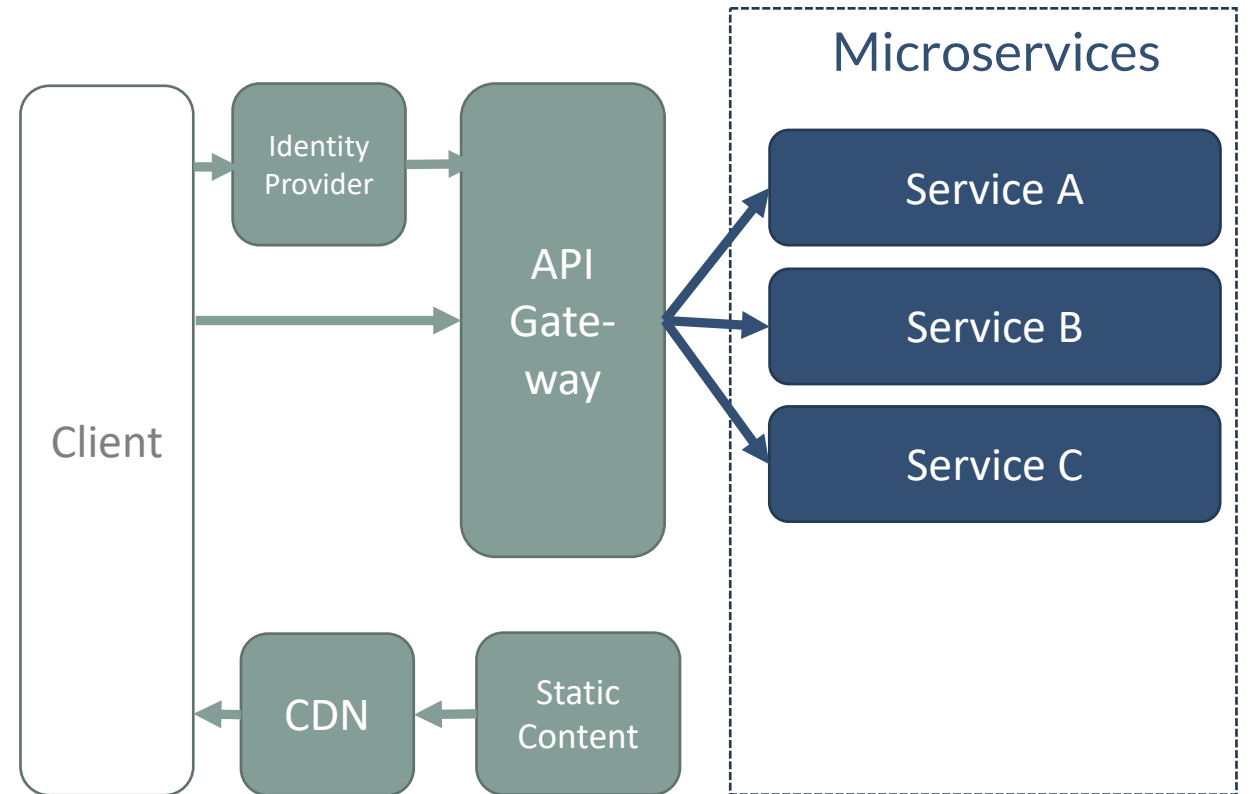 Microservices
Identity
Provider
Service A
API
Gate-
way
Service B
Client
Service C
CDN
Static
Content